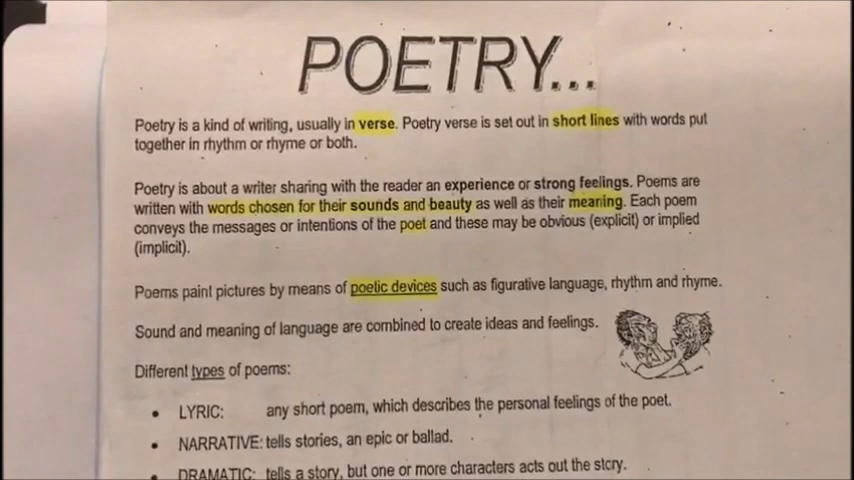 POETRY...
Poetry is a kind of writing, usually in verse. Poetry verse is set out in short lines with words put
together in rhythm or rhyme or both.
Poetry is about a writer sharing with the reader an experience or strong feelings. Poems are
written with words chosen for their sounds and beauty as well as their meaning. Each poem
conveys the messages or intentions of the poet and these may be obvious (explicit) or implied
(implicit).
Poems paint pictures by means of poetic devices such as figurative language, rhythm and rhyme.
Sound and meaning of language are combined to create ideas and feelings.
Different types of poems:
• LYRIC: any short poem, which describes the personal feelings of the poet.
• NARRATIVE: tells stories, an epic or ballad.
• DRAMATIC: tells a story, but one or more characters acts out the story.